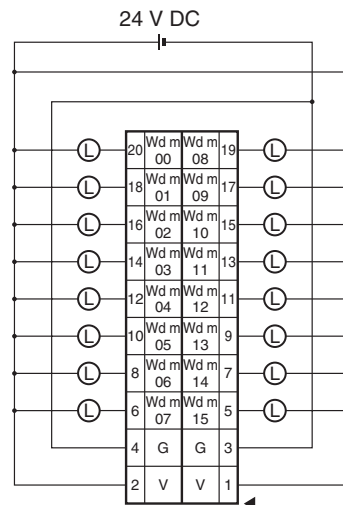 24 V DC
L 20 Wd m 00 Wd m 08 19 L
L 18 Wd m 01 Wd m 09 17 L
L 16 Wd m 02 Wd m 10 15 L
L 14 Wd m 03 Wd m 11 13 L
L 12 Wd m 04 Wd m 12 11 L
L 10 Wd m 05 Wd m 13 9 L
L 8 Wd m 06 Wd m 14 7 L
L 6 Wd m 07 Wd m 15 5 L
4 G G 3
2 V V 1